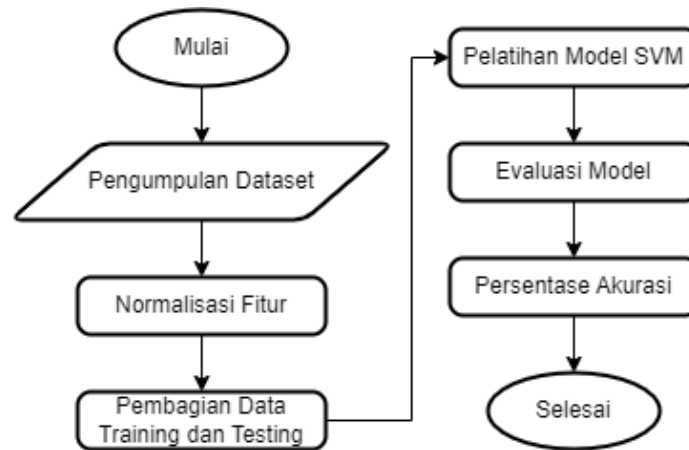 Mulai
Pengumpulan Dataset
Normalisasi Fitur
Pembagian Data
Training dan Testing
Pelatihan Model SVM
Evaluasi Model
Persentase Akurasi
Selesai